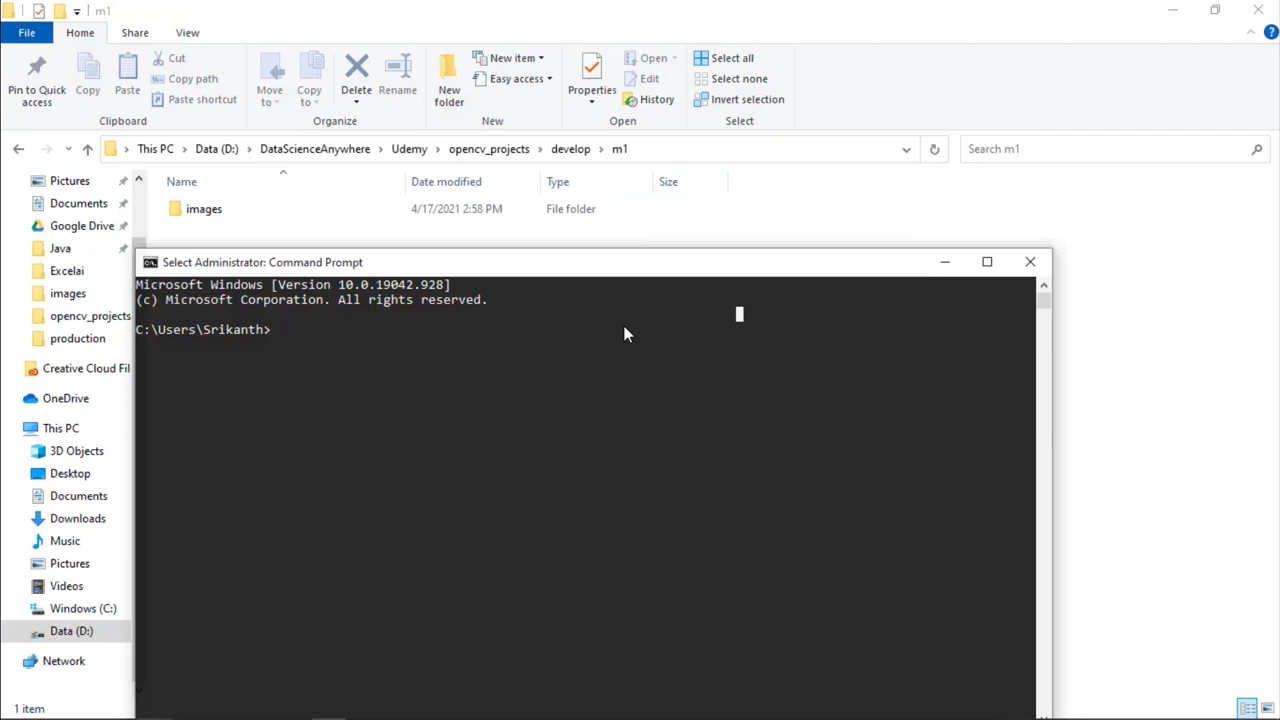 m1
File Home Share View
Pin to Quick access
Copy
Paste
Cut
Copy path
Paste shortcut
Move to
Copy to
Delete
Rename
New folder
New item
Easy access
Properties
Open
Edit
History
Select all
Select none
Invert selection
Clipboard Organize New Open Select
This PC Data (D:) DataScienceAnywhere Udemy opencv_projects develop m1
Search m1
Name Date modified Type Size
images 4/17/2021 2:58 PM File folder
Pictures
Documents
Google Drive
Java
Excelai
images
opencv_projects
production
Creative Cloud Fil
OneDrive
This PC
3D Objects
Desktop
Documents
Downloads
Music
Pictures
Videos
Windows (C:)
Data (D:)
Network
1 item
Select Administrator: Command Prompt
Microsoft Windows [Version 10.0.19042.928]
(c) Microsoft Corporation. All rights reserved.
C:\Users\Srikanth>